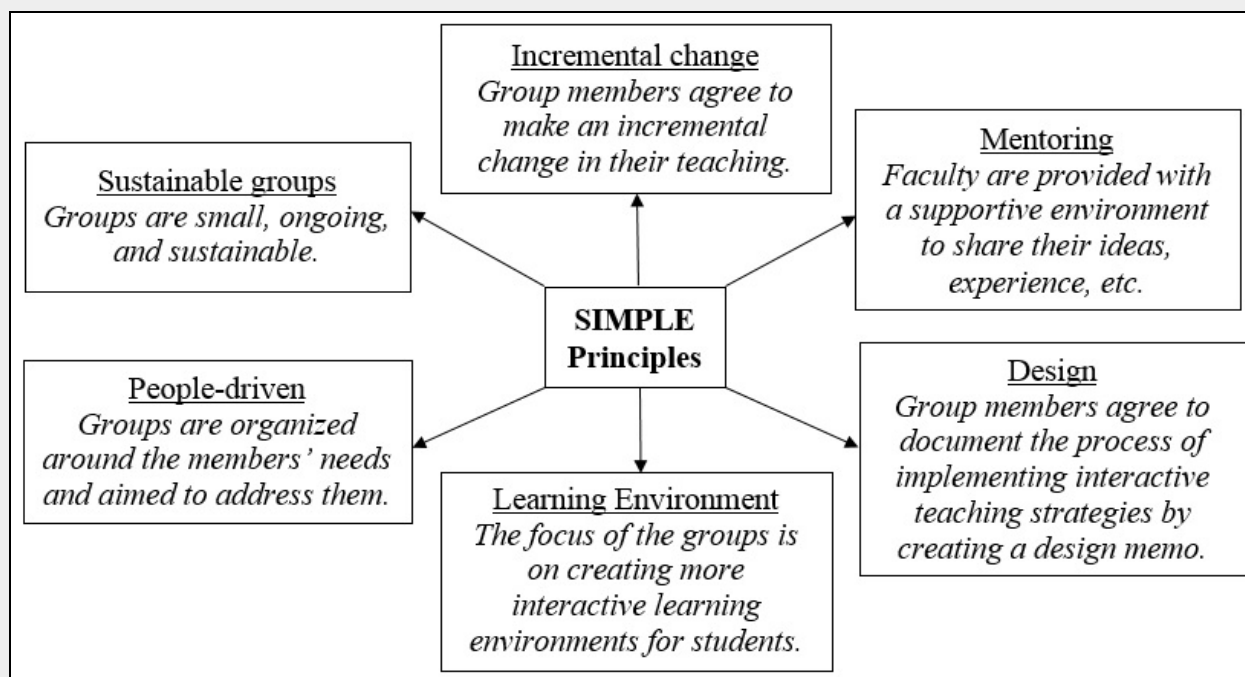 Incremental change
Group members agree to
make an incremental
change in their teaching.
Sustainable groups
Groups are small, ongoing,
and sustainable.
Mentoring
Faculty are provided with
a supportive environment
to share their ideas,
experience, etc.
SIMPLE
Principles
People-driven
Groups are organized
around the members’ needs
and aimed to address them.
Learning Environment
The focus of the groups is
on creating more
interactive learning
environments for students.
Design
Group members agree to
document the process of
implementing interactive
teaching strategies by
creating a design memo.